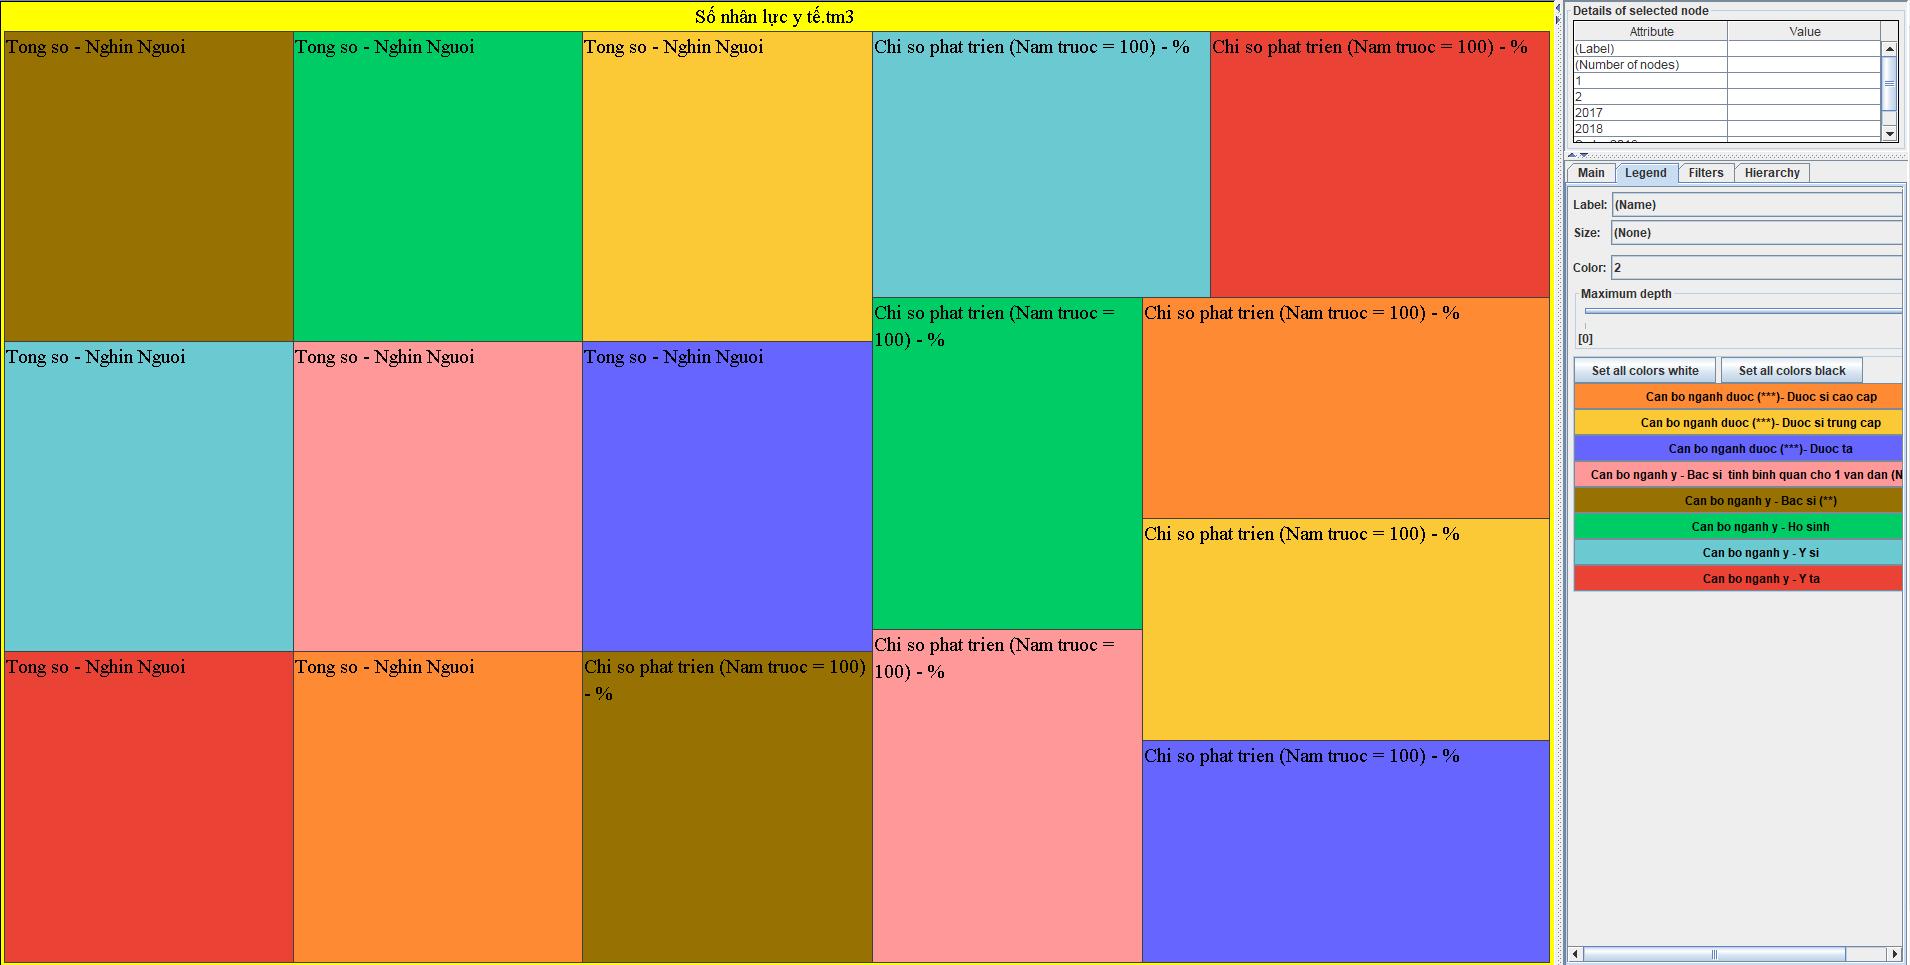 Số nhân lực y tế.tm3
Tong so - Nghin Nguoi
Tong so - Nghin Nguoi
Tong so - Nghin Nguoi
Chi so phat trien (Nam truoc = 100) - %
Chi so phat trien (Nam truoc = 100) - %
Chi so phat trien (Nam truoc =
100) - %
Chi so phat trien (Nam truoc = 100) - %
Tong so - Nghin Nguoi
Tong so - Nghin Nguoi
Tong so - Nghin Nguoi
Chi so phat trien (Nam truoc = 100) - %
Chi so phat trien (Nam truoc =
100) - %
Tong so - Nghin Nguoi
Tong so - Nghin Nguoi
Chi so phat trien (Nam truoc = 100)
- %
Chi so phat trien (Nam truoc = 100) - %
Details of selected node
Attribute Value
(Label)
(Number of nodes)
1
2
2017
2018
Main Legend Filters Hierarchy
Label: (Name)
Size: (None)
Color: 2
Maximum depth
[0]
Set all colors white Set all colors black
Can bo nganh duoc (***)- Duoc si cao cap
Can bo nganh duoc (***)- Duoc si trung cap
Can bo nganh duoc (***)- Duoc ta
Can bo nganh y - Bac si tinh binh quan cho 1 van dan (N
Can bo nganh y - Bac si (**)
Can bo nganh y - Ho sinh
Can bo nganh y - Y si
Can bo nganh y - Y ta